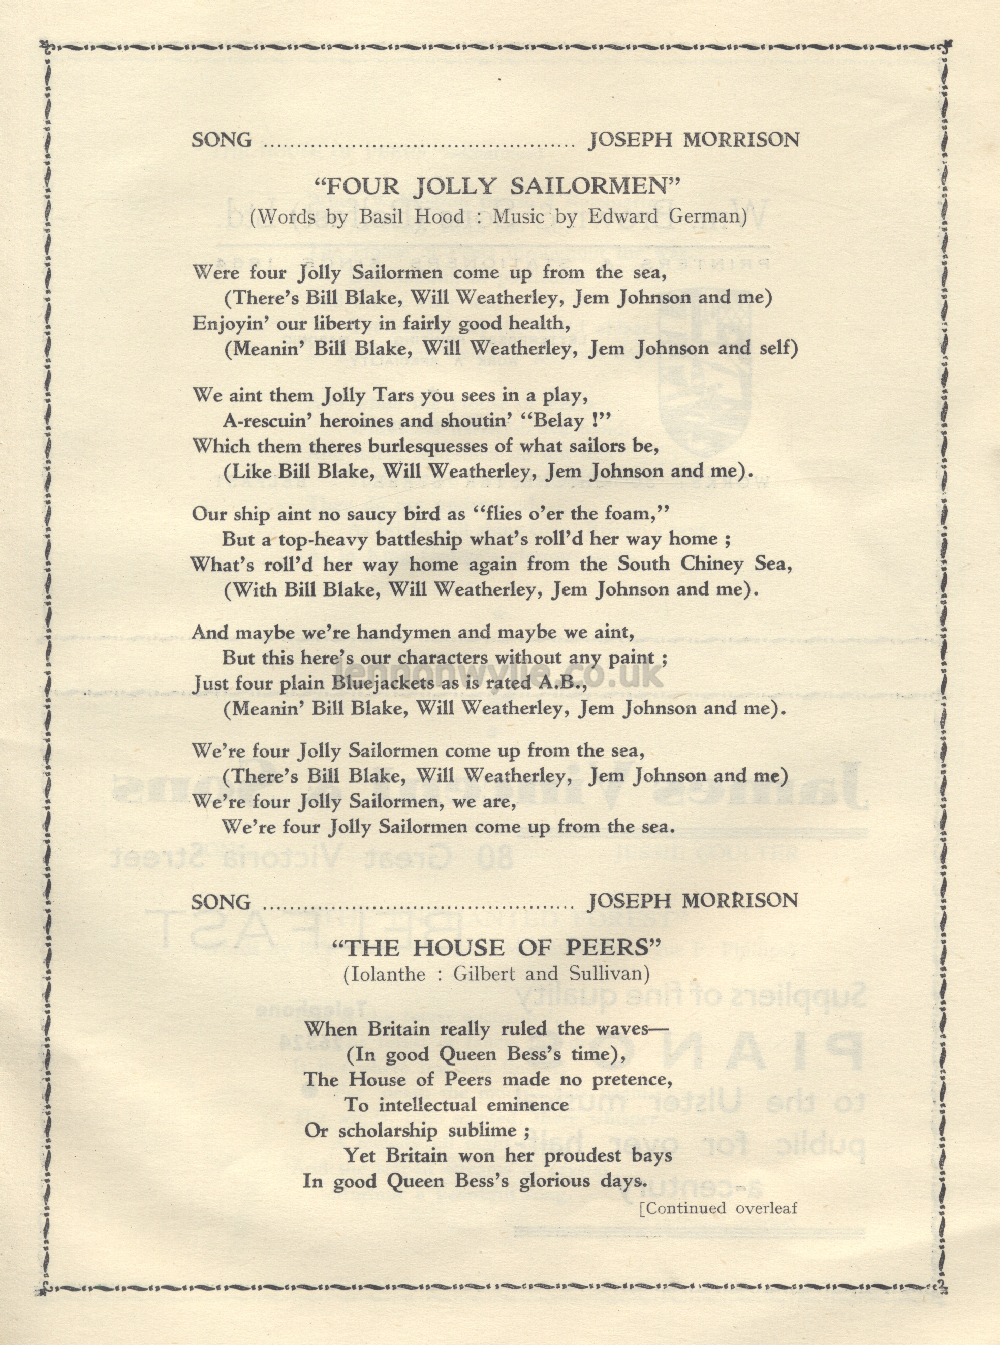 SONG ............................................... JOSEPH MORRISON
“FOUR JOLLY SAILORMEN”
(Words by Basil Hood : Music by Edward German)
Were four Jolly Sailormen come up from the sea,
(There’s Bill Blake, Will Weatherley, Jem Johnson and me)
Enjoyin’ our liberty in fairly good health,
(Meanin’ Bill Blake, Will Weatherley, Jem Johnson and self)
We aint them Jolly Tars you sees in a play,
A-rescuin’ heroines and shoutin’ “Belay !”
Which them theres burlesquesses of what sailors be,
(Like Bill Blake, Will Weatherley, Jem Johnson and me).
Our ship aint no saucy bird as “flies o’er the foam,”
But a top-heavy battleship what’s roll’d her way home ;
What’s roll’d her way home again from the South Chiney Sea,
(With Bill Blake, Will Weatherley, Jem Johnson and me).
And maybe we’re handymen and maybe we aint,
But this here’s our characters without any paint ;
lennonwylie.co.uk
Just four plain Bluejackets as is rated A.B.,
(Meanin’ Bill Blake, Will Weatherley, Jem Johnson and me).
We’re four Jolly Sailormen come up from the sea,
(There’s Bill Blake, Will Weatherley, Jem Johnson and me)
We’re four Jolly Sailormen, we are,
We’re four Jolly Sailormen come up from the sea.
SONG ............................................... JOSEPH MORRISON
“THE HOUSE OF PEERS”
(Iolanthe : Gilbert and Sullivan)
When Britain really ruled the waves—
(In good Queen Bess’s time),
The House of Peers made no pretence,
To intellectual eminence
Or scholarship sublime ;
Yet Britain won her proudest bays
In good Queen Bess’s glorious days.
[Continued overleaf